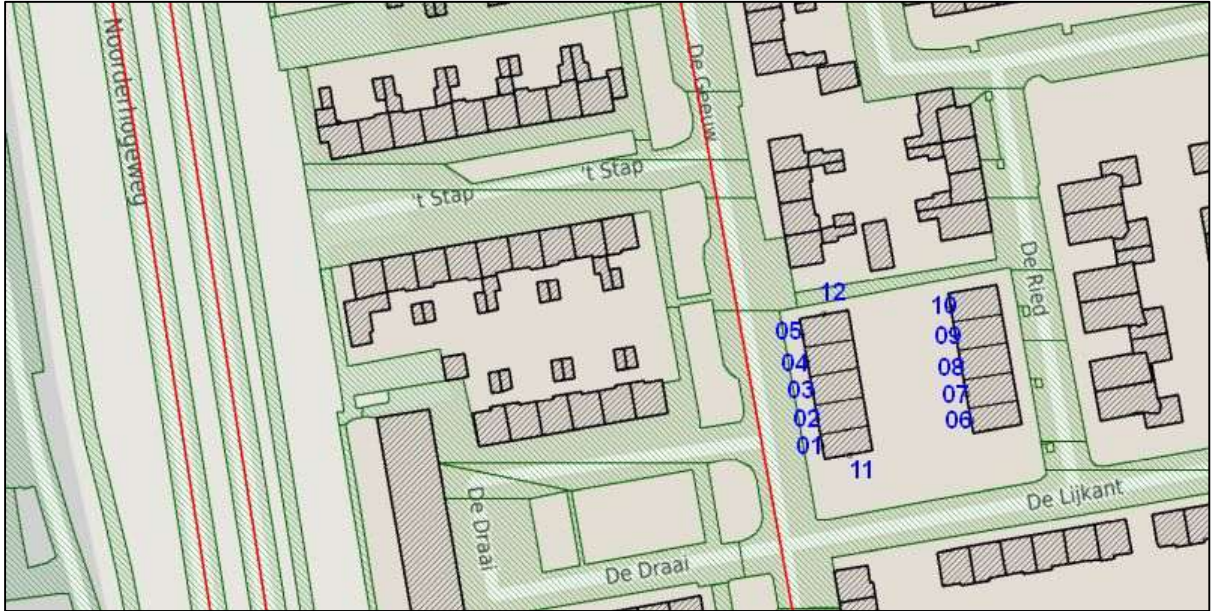 Noorderhogeweg
De Geeuw
't Stap
't Stap
De Ried
12
10
05
09
04
08
03
07
02
06
01
11
De Lijkant
De Draai
De Draai